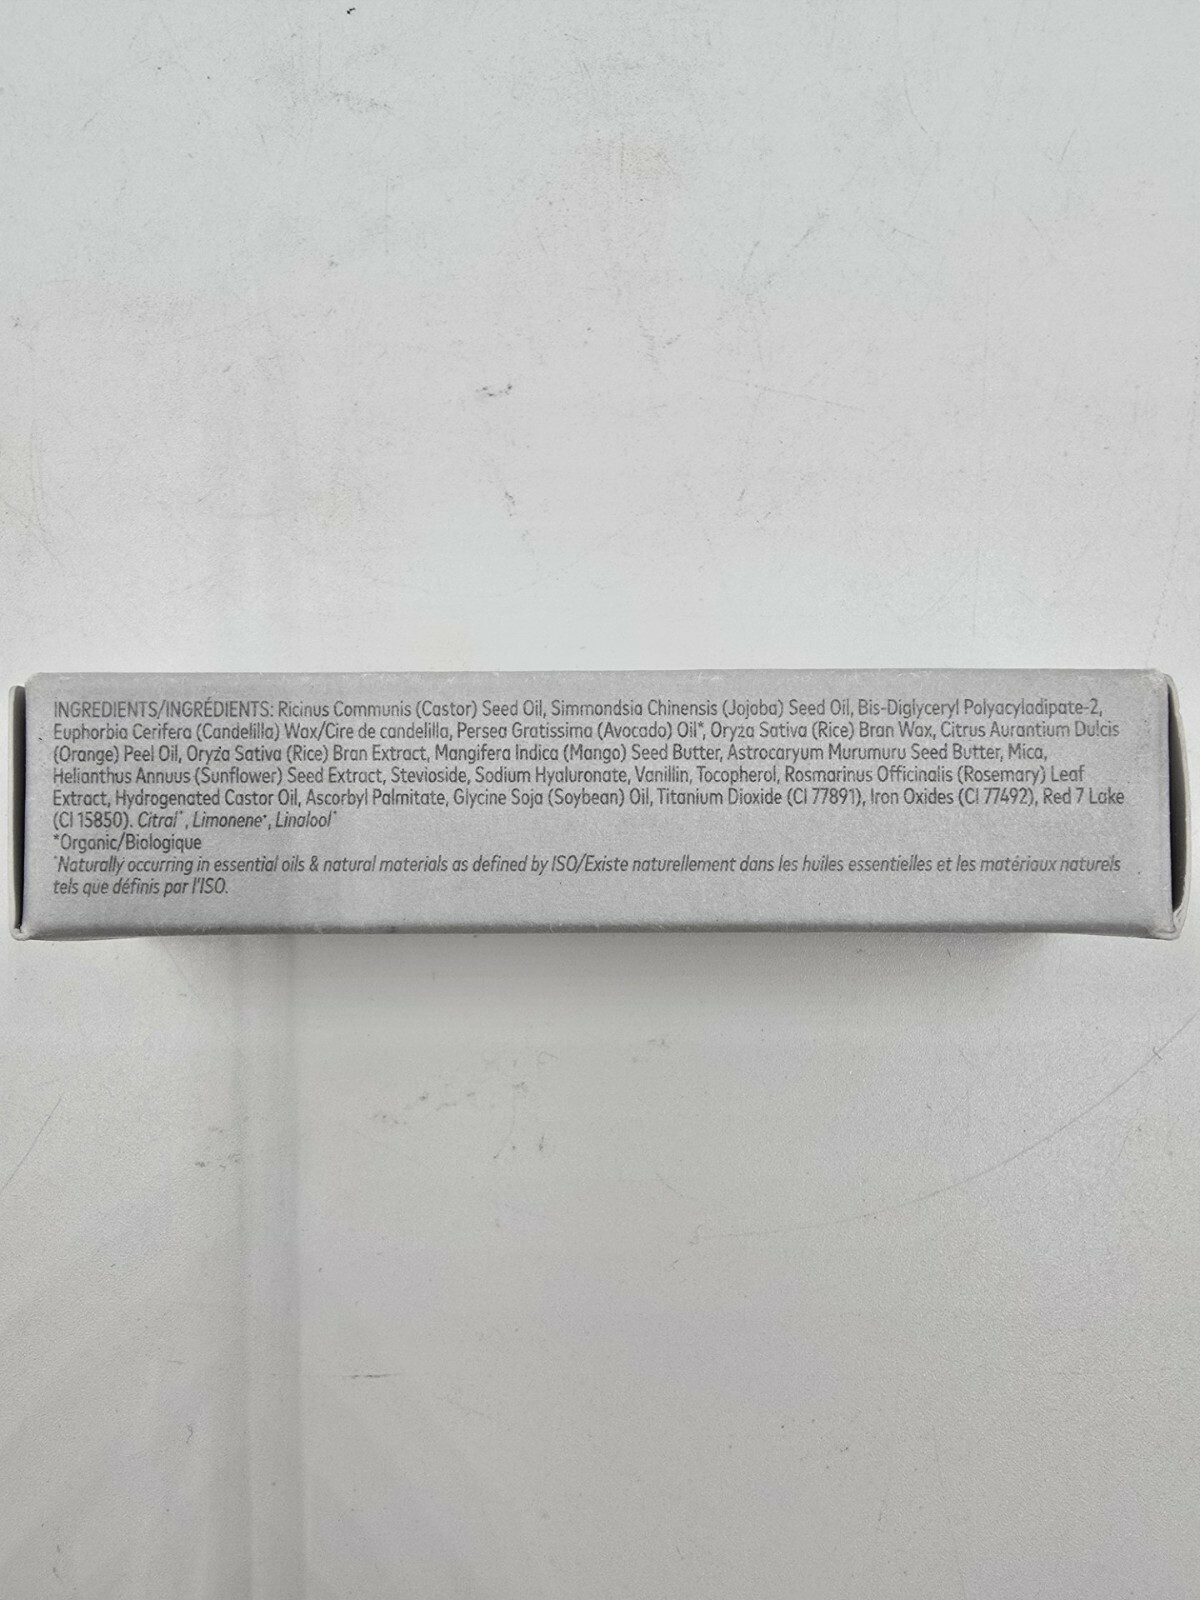 INGREDIENTS/INGRÉDIENTS: Ricinus Communis (Castor) Seed Oil, Simmondsia Chinensis (Jojoba) Seed Oil, Bis-Diglyceryl Polyacyladipate-2,
Euphorbia Cerifera (Candelilla) Wax/Cire de candelilla, Persea Gratissima (Avocado) Oil*, Oryza Sativa (Rice) Bran Wax, Citrus Aurantium Dulcis
(Orange) Peel Oil, Oryza Sativa (Rice) Bran Extract, Mangifera Indica (Mango) Seed Butter, Astrocaryum Murumuru Seed Butter, Mica,
Helianthus Annuus (Sunflower) Seed Extract, Stevioside, Sodium Hyaluronate, Vanillin, Tocopherol, Rosmarinus Officinalis (Rosemary) Leaf
Extract, Hydrogenated Castor Oil, Ascorbyl Palmitate, Glycine Soja (Soybean) Oil, Titanium Dioxide (CI 77891), Iron Oxides (CI 77492), Red 7 Lake
(CI 15850). Citral⁺, Limonene⁺, Linalool⁺
*Organic/Biologique
⁺Naturally occurring in essential oils & natural materials as defined by ISO/Existe naturellement dans les huiles essentielles et les matériaux naturels
tels que définis par l'ISO.